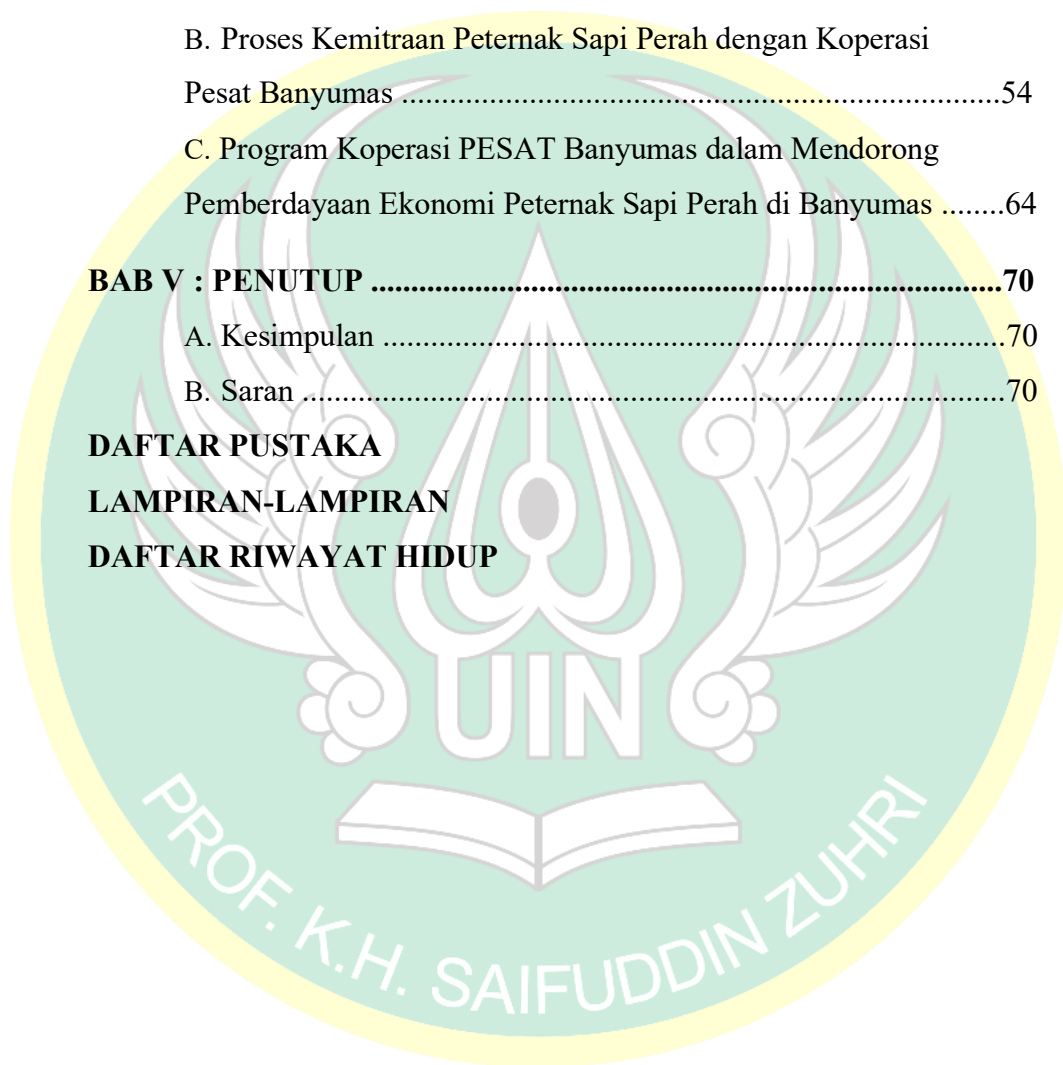 B. Proses Kemitraan Peternak Sapi Perah dengan Koperasi
Pesat Banyumas ...........................................................................54
C. Program Koperasi PESAT Banyumas dalam Mendorong
Pemberdayaan Ekonomi Peternak Sapi Perah di Banyumas ........64
BAB V : PENUTUP ...............................................................................70
A. Kesimpulan ..............................................................................70
B. Saran ........................................................................................70
DAFTAR PUSTAKA
LAMPIRAN-LAMPIRAN
DAFTAR RIWAYAT HIDUP
UIN
PROF. K.H. SAIFUDDIN ZUHRI